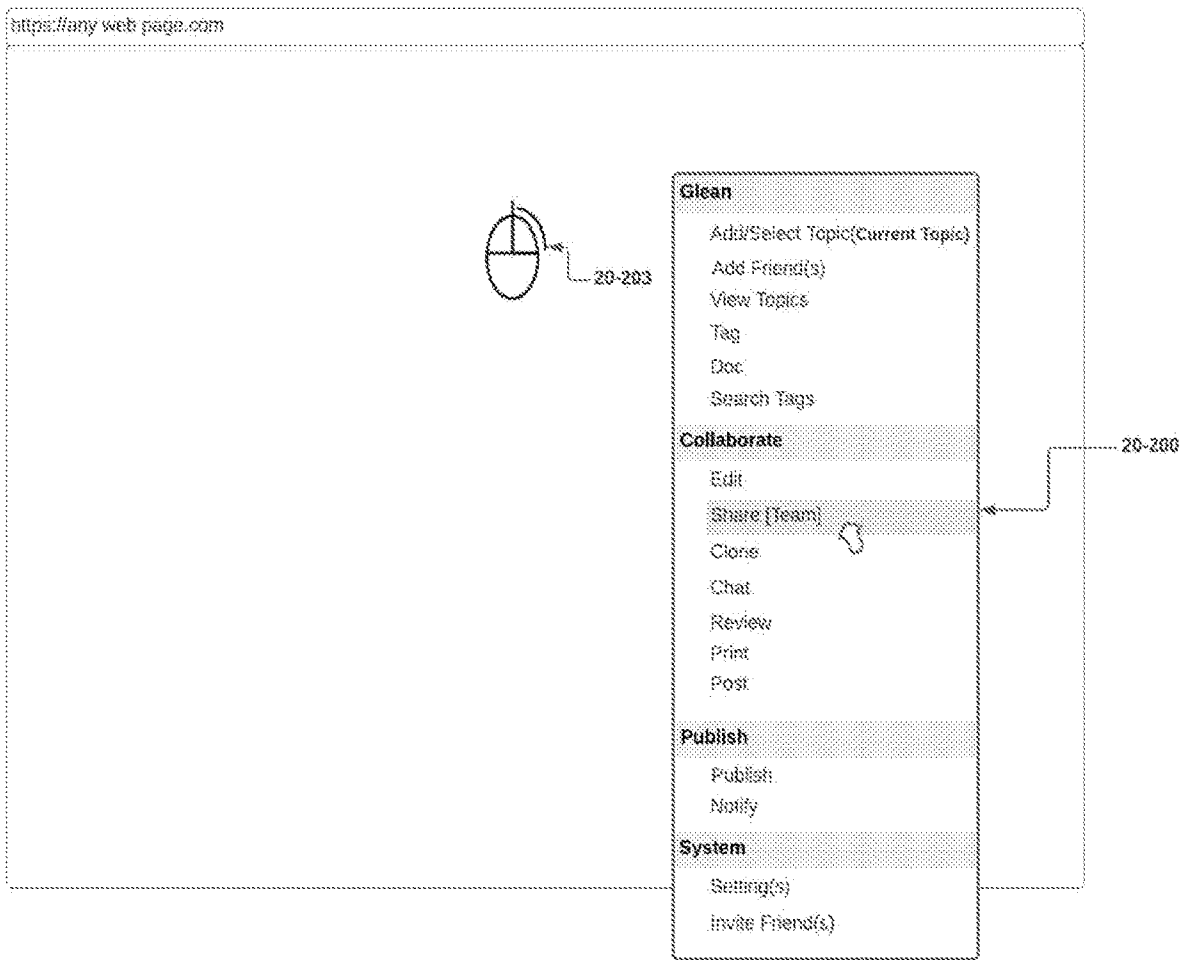 https://any web page.com
Glean
Add/Select Topic(Current Topic)
20-203
Add Friend(s)
View Topics
Tag
Doc
Search Tags
Collaborate
20-200
Edit
Share [Team]
Clone
Chat
Review
Print
Post
Publish
Publish
Notify
System
Setting(s)
Invite Friend(s)